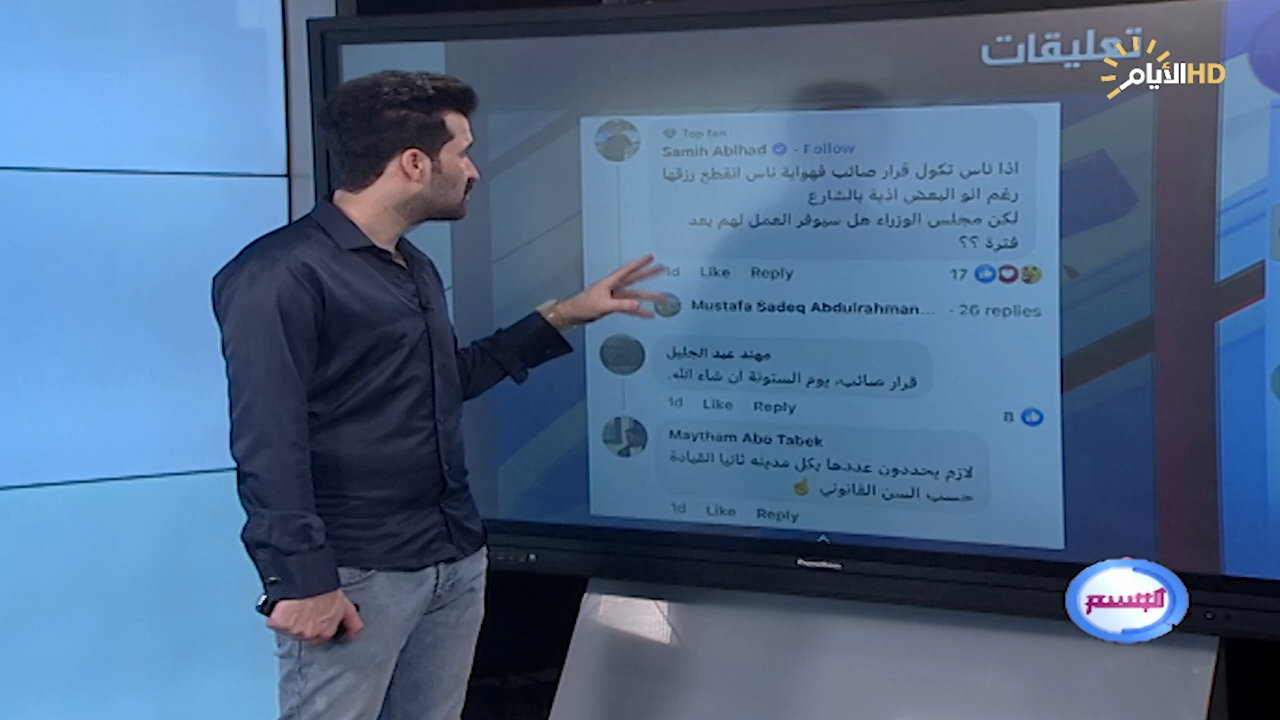 تعليقات
الأيام HD
Top fan
Samih Ablhad - Follow
اذا ناس تكول قرار صائب فهواية ناس انقطع رزقها
رغم انو البعض اذية بالشارع
لكن مجلس الوزراء هل سيوفر العمل لهم بعد
فترة ؟؟
1d Like Reply 17
Mustafa Sadeq Abdulrahman... - 26 replies
مهند عبد الجليل
قرار صائب، يوم الستوتة ان شاء الله.
1d Like Reply 8
Maytham Abo Tabek
لازم يحددون عددها بكل مدينه ثانيا القيادة
حسب السن القانوني ☝
1d Like Reply